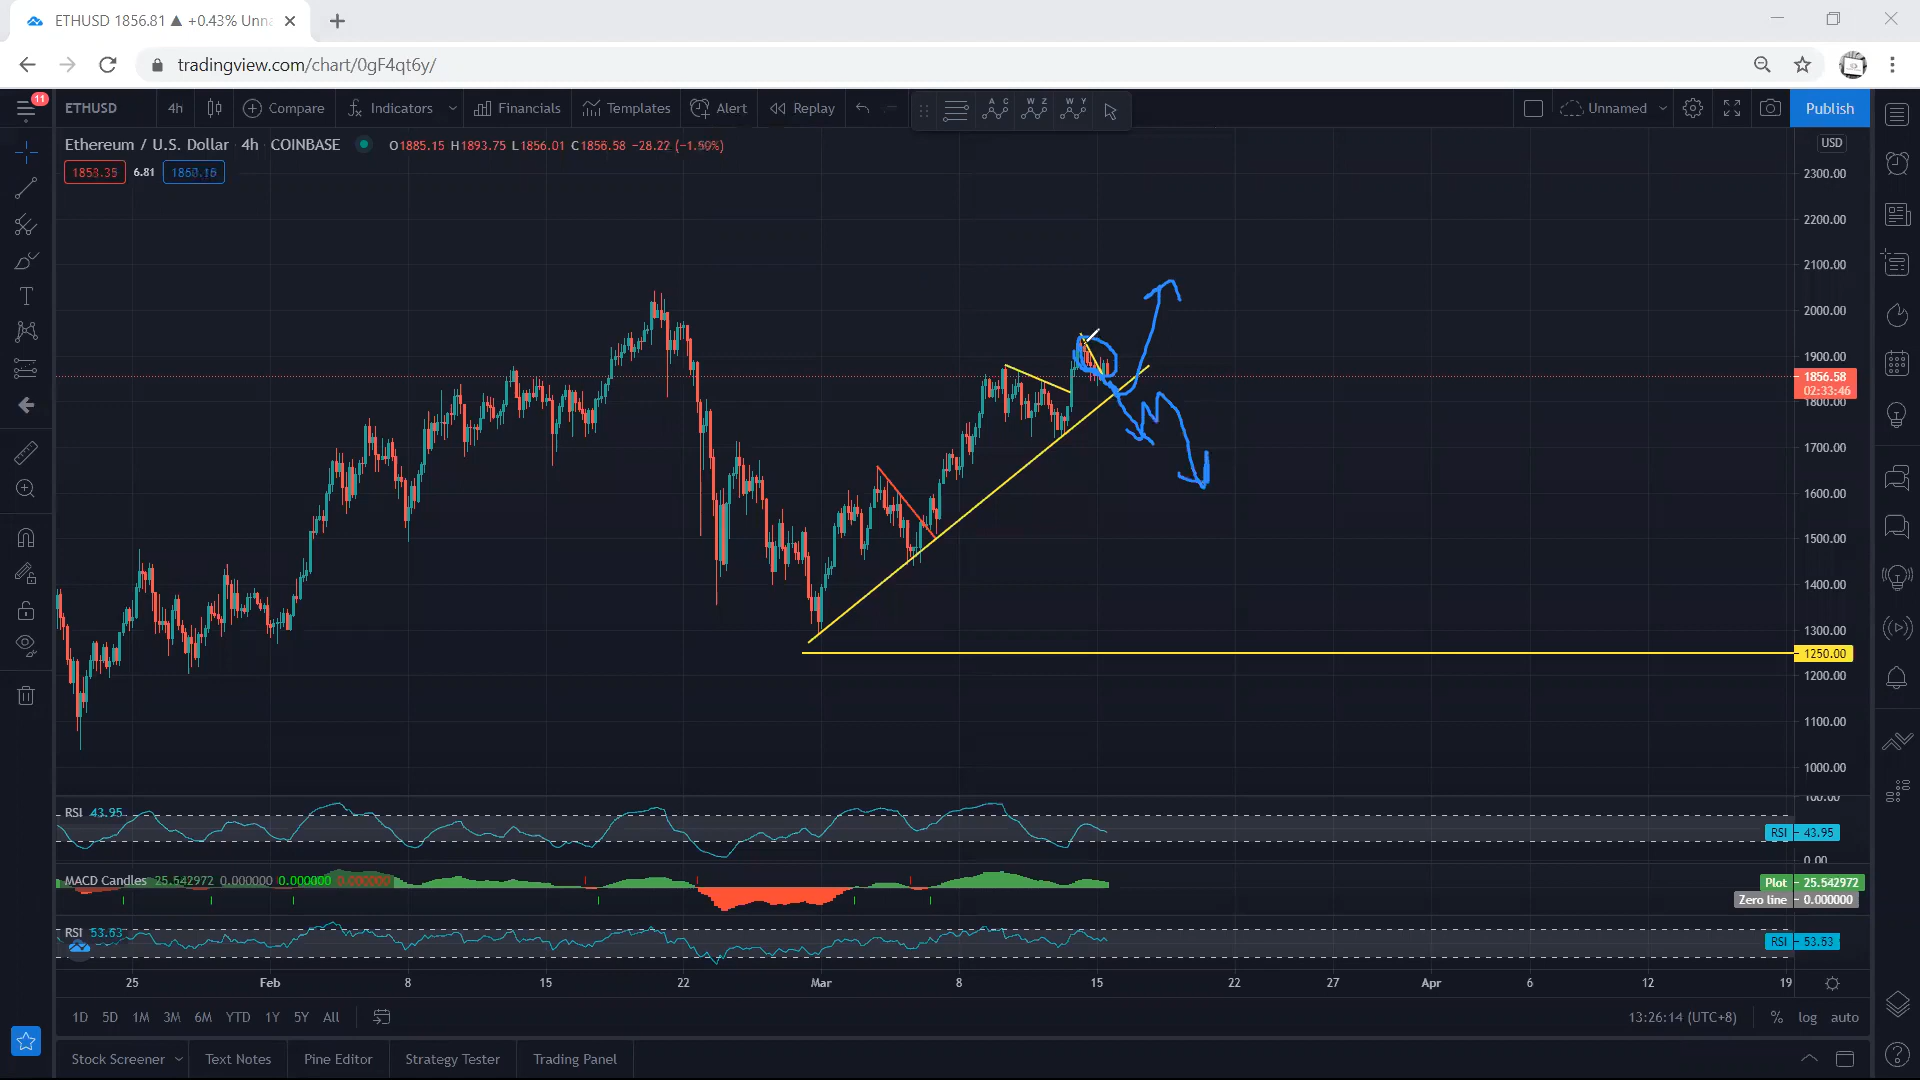 ETHUSD 1856.81 ▲ +0.43% Unna
tradingview.com/chart/0gF4qt6y/
11
ETHUSD 4h Compare Indicators Financials Templates Alert Replay A C W Z W Y Unnamed Publish
Ethereum / U.S. Dollar 4h COINBASE O1885.15 H1893.75 L1856.01 C1856.58 −28.22 (−1.50%)
USD
1858.35 6.81 1860.16
2300.00
2200.00
2100.00
2000.00
1900.00
1856.58
02:33:46
1800.00
1700.00
1600.00
1500.00
1400.00
1300.00
1250.00
1200.00
1100.00
1000.00
100.00
RSI 43.95
RSI 43.95
0.00
MACD Candles 25.542972 0.000000 0.000000 0.000000
Plot 25.542972
Zero line 0.000000
RSI 53.53
RSI 53.53
25 Feb 8 15 22 Mar 8 15 22 27 Apr 6 12 19
1D 5D 1M 3M 6M YTD 1Y 5Y All 13:26:14 (UTC+8) % log auto
Stock Screener Text Notes Pine Editor Strategy Tester Trading Panel